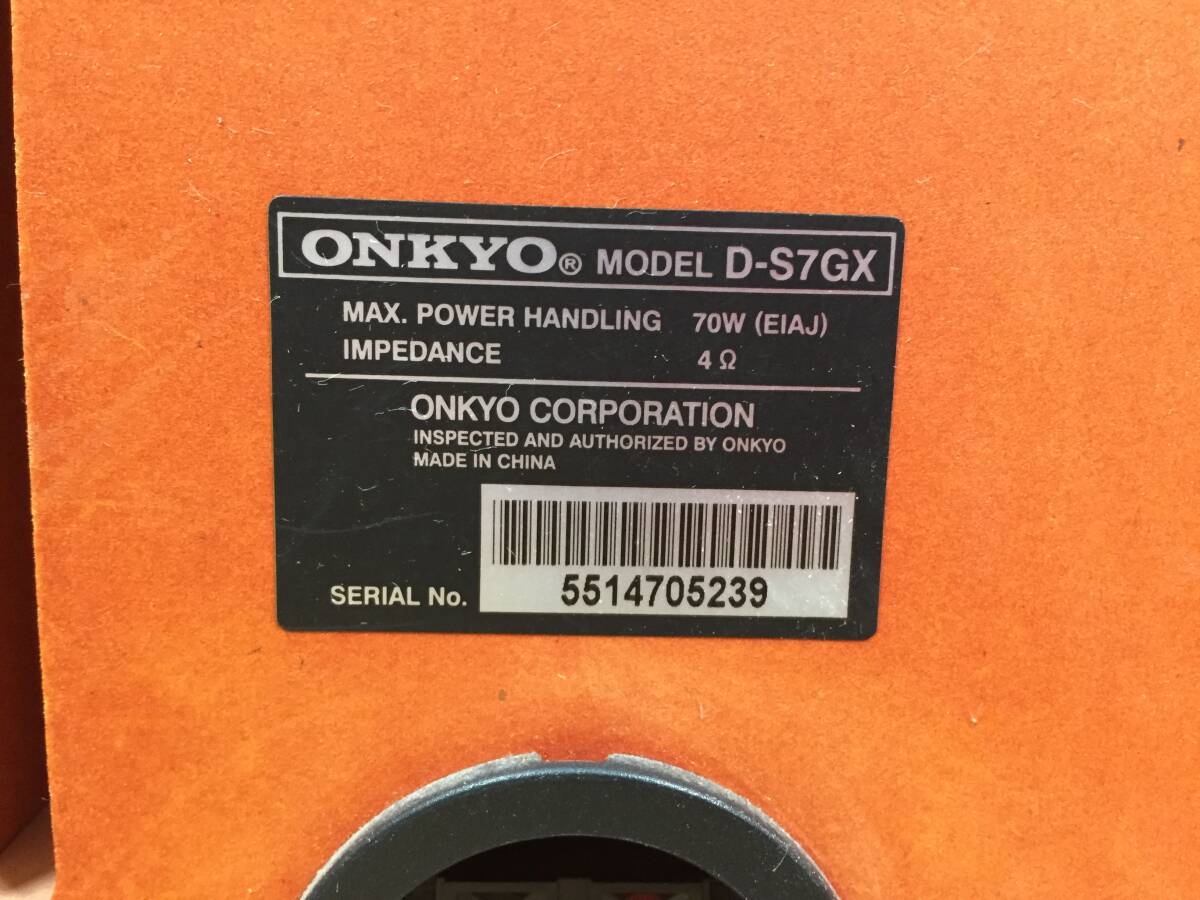 ONKYO® MODEL D-S7GX
MAX. POWER HANDLING 70W (EIAJ)
IMPEDANCE 4 Ω
ONKYO CORPORATION
INSPECTED AND AUTHORIZED BY ONKYO
MADE IN CHINA
SERIAL No. 5514705239